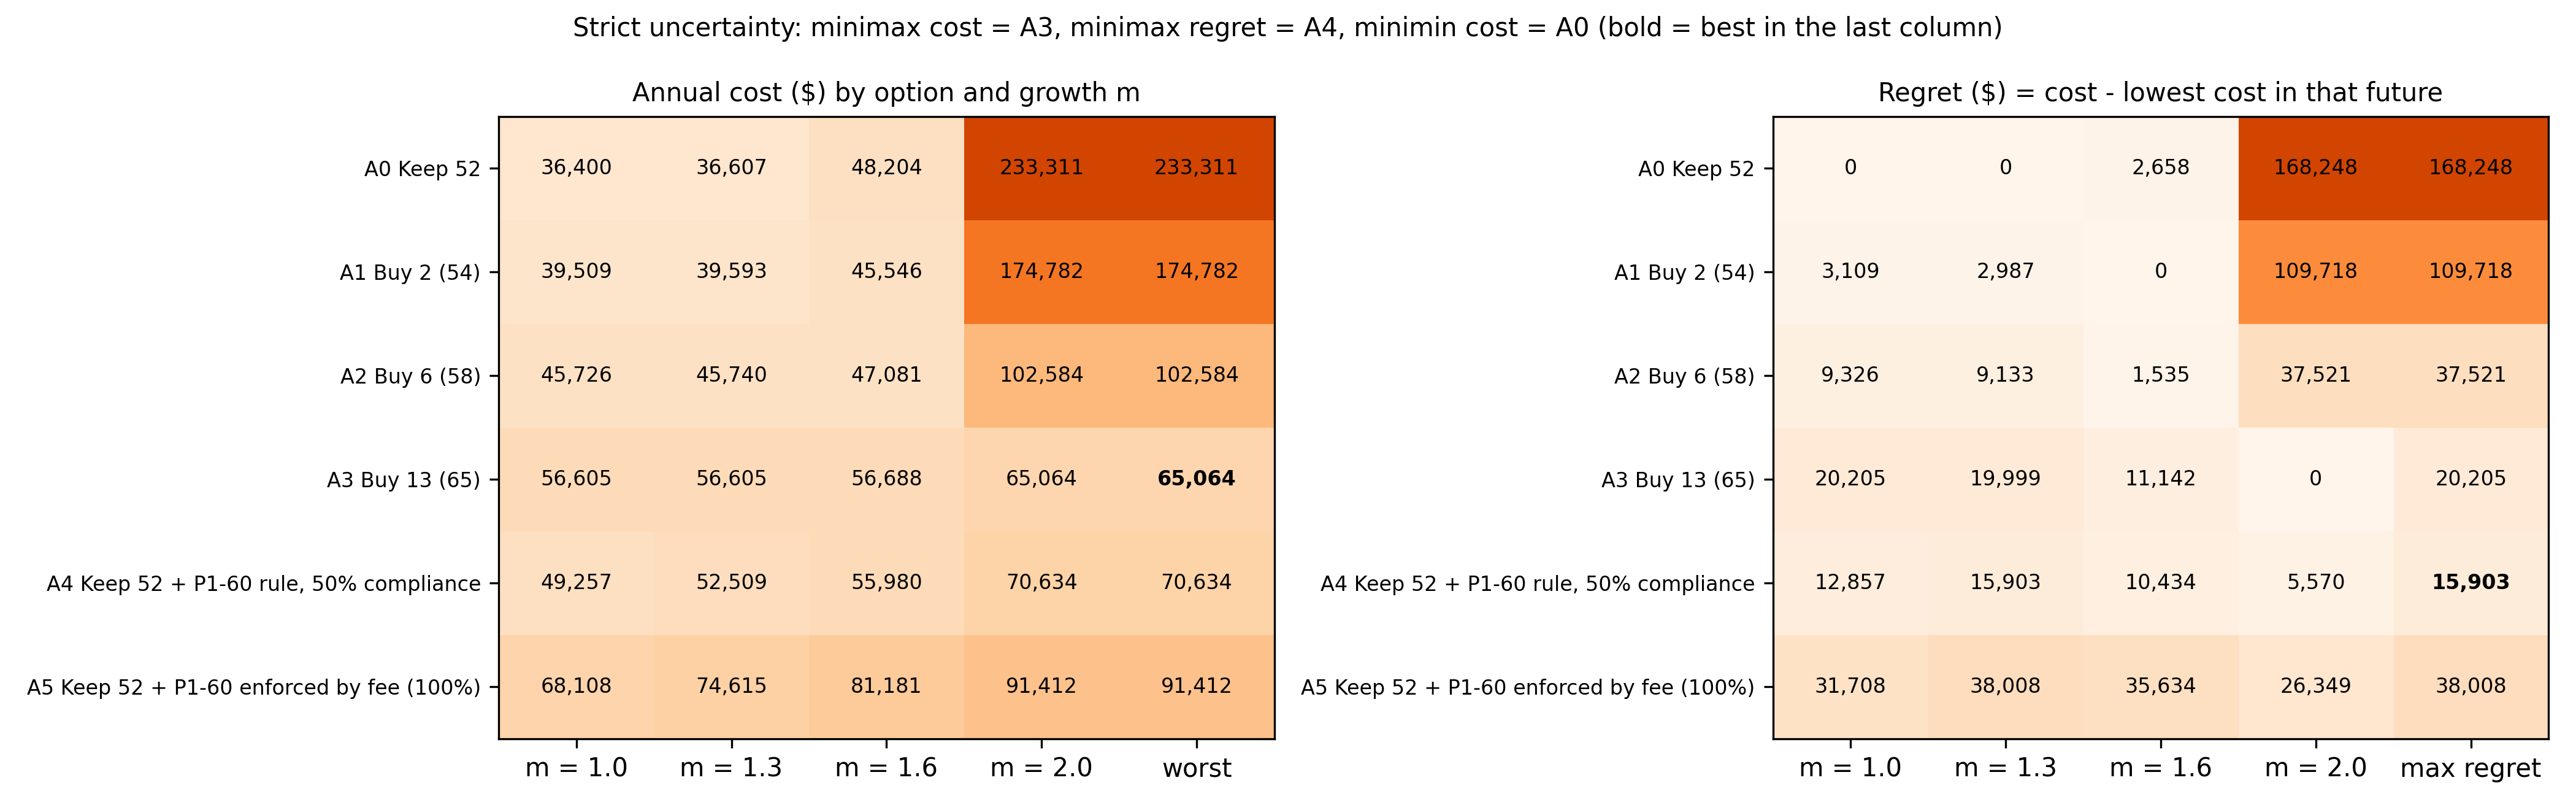 Strict uncertainty: minimax cost = A3, minimax regret = A4, minimin cost = A0 (bold = best in the last column)
Annual cost ($) by option and growth m
A0 Keep 52 36,400 36,607 48,204 233,311 233,311
A1 Buy 2 (54) 39,509 39,593 45,546 174,782 174,782
A2 Buy 6 (58) 45,726 45,740 47,081 102,584 102,584
A3 Buy 13 (65) 56,605 56,605 56,688 65,064 65,064
A4 Keep 52 + P1-60 rule, 50% compliance 49,257 52,509 55,980 70,634 70,634
A5 Keep 52 + P1-60 enforced by fee (100%) 68,108 74,615 81,181 91,412 91,412
m = 1.0 m = 1.3 m = 1.6 m = 2.0 worst
Regret ($) = cost - lowest cost in that future
A0 Keep 52 0 0 2,658 168,248 168,248
A1 Buy 2 (54) 3,109 2,987 0 109,718 109,718
A2 Buy 6 (58) 9,326 9,133 1,535 37,521 37,521
A3 Buy 13 (65) 20,205 19,999 11,142 0 20,205
A4 Keep 52 + P1-60 rule, 50% compliance 12,857 15,903 10,434 5,570 15,903
A5 Keep 52 + P1-60 enforced by fee (100%) 31,708 38,008 35,634 26,349 38,008
m = 1.0 m = 1.3 m = 1.6 m = 2.0 max regret